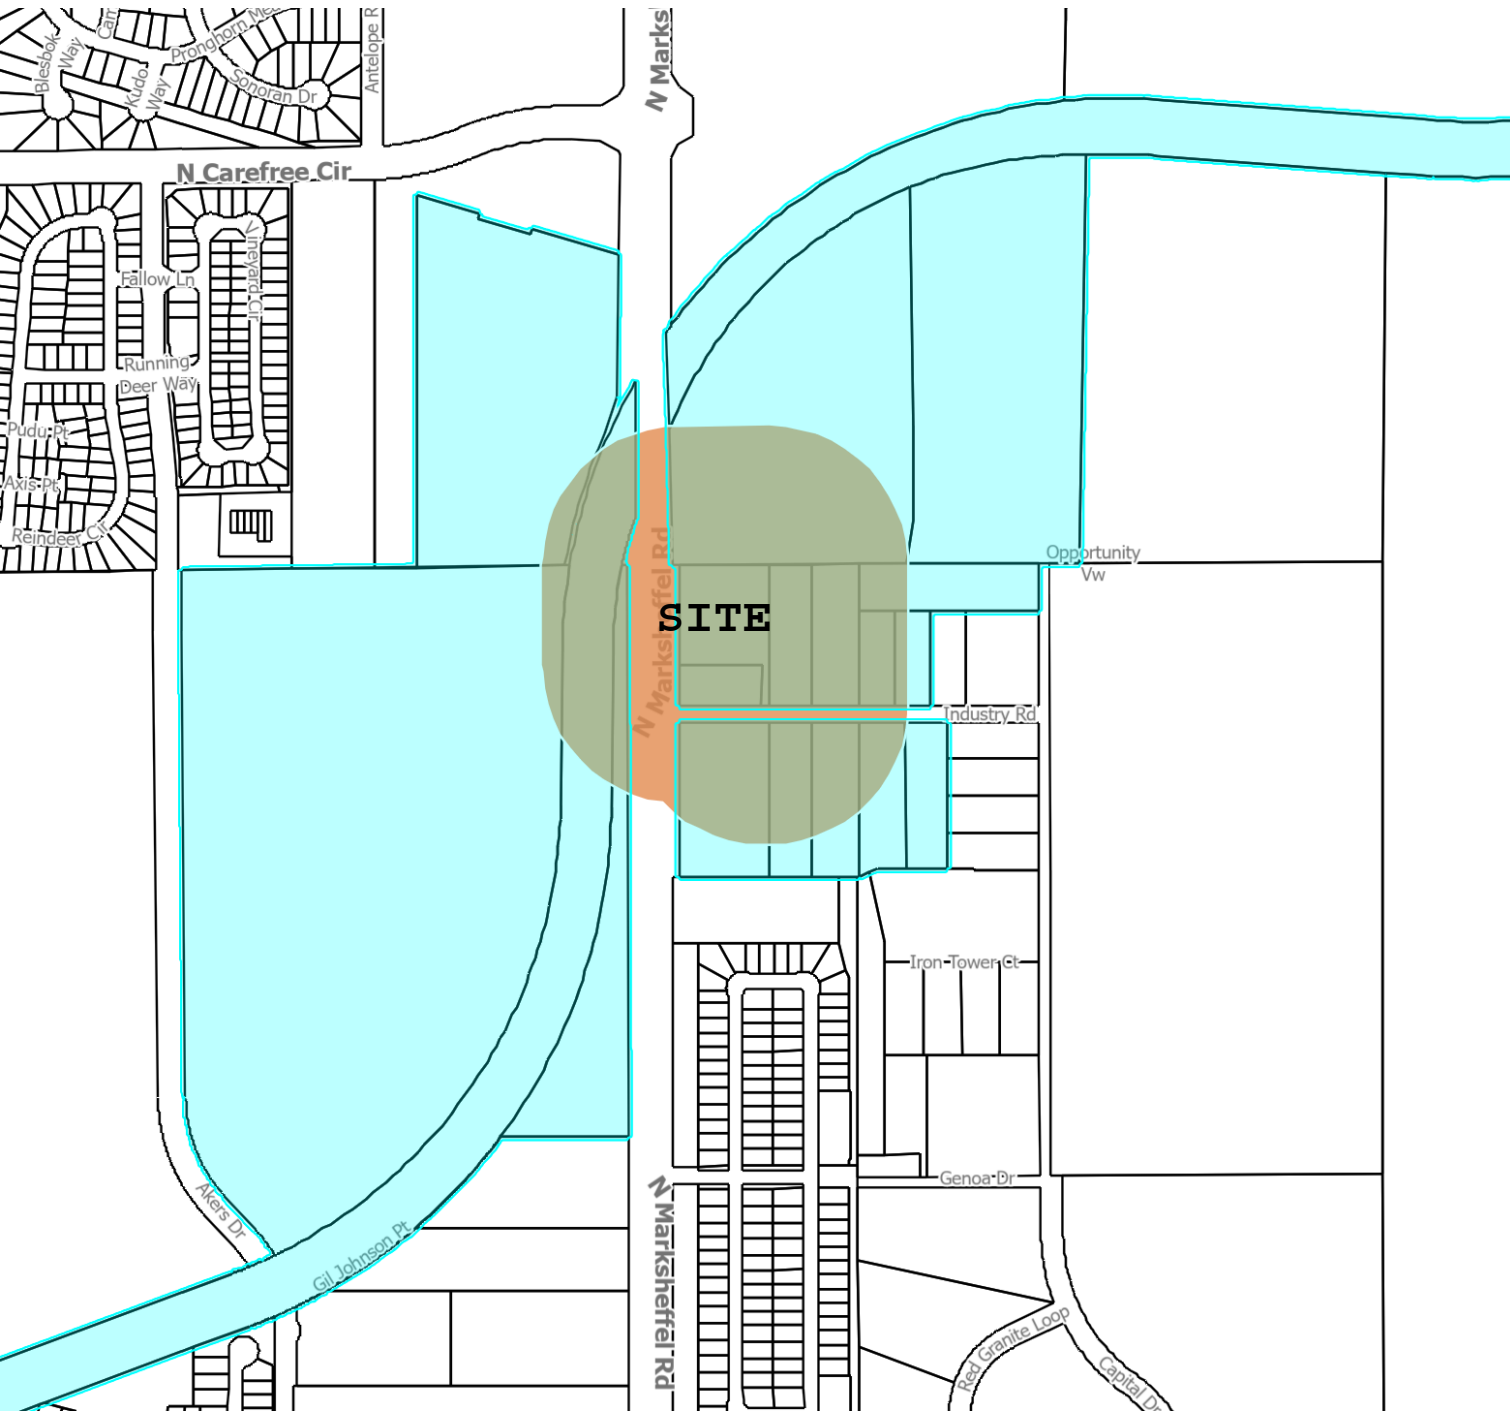 Blesbok
Way
Cam
Pronghorn Mea
Kudo
Way
Sonoran Dr
Antelope R
N Marks
N Carefree Cir
Vineyard Cir
Fallow Ln
Running
Deer Way
Pudu Pt
Axis Pt
Reindeer Cir
Opportunity
Vw
SITE
N Marksheffel Rd
Industry Rd
Iron Tower Ct
Genoa Dr
N Marksheffel Rd
Akers Dr
Gil Johnson Pt
Red Granite Loop
Capital Dr